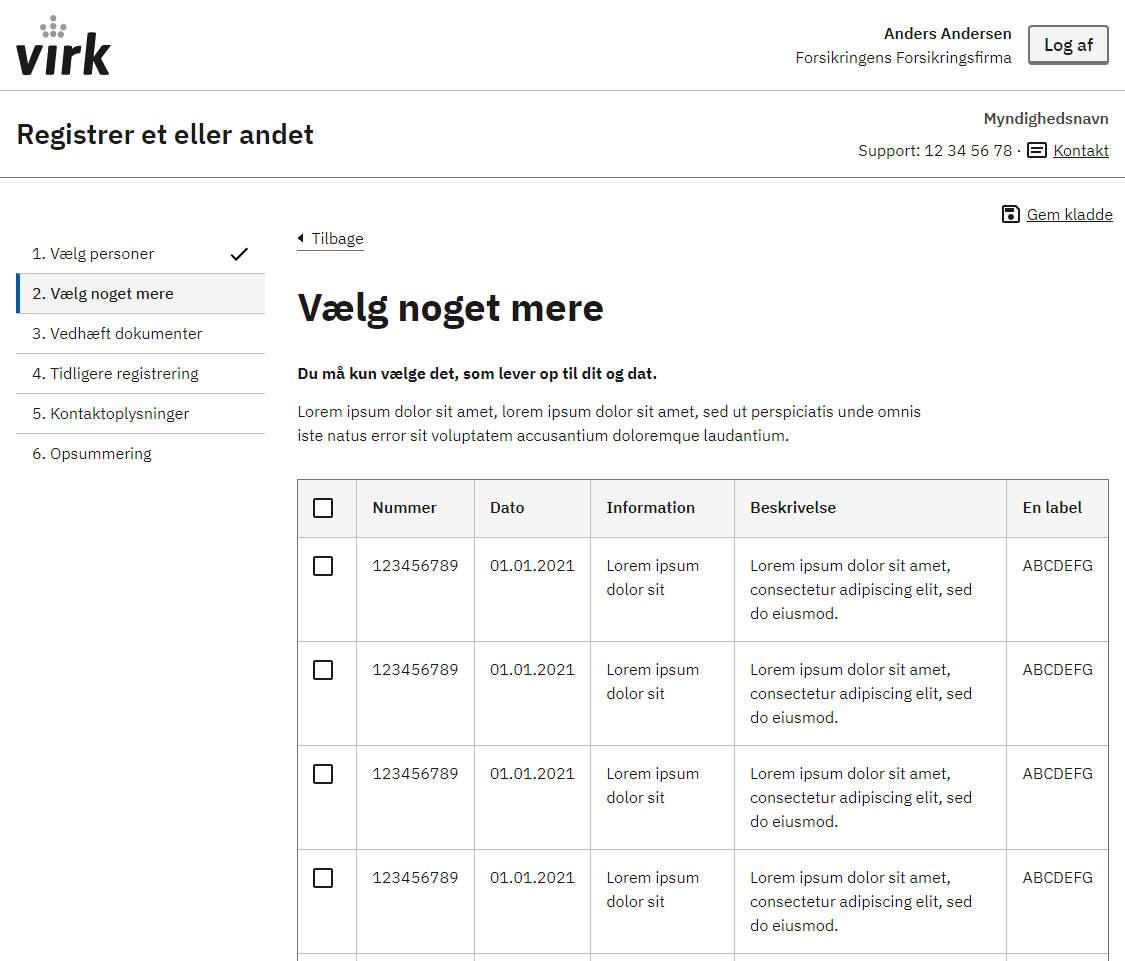 virk
Anders Andersen
Forsikringens Forsikringsfirma
Log af
Registrer et eller andet
Myndighedsnavn
Support: 12 34 56 78 · Kontakt
Gem kladde
1. Vælg personer
2. Vælg noget mere
3. Vedhæft dokumenter
4. Tidligere registrering
5. Kontaktoplysninger
6. Opsummering
Tilbage
Vælg noget mere
Du må kun vælge det, som lever op til dit og dat.
Lorem ipsum dolor sit amet, lorem ipsum dolor sit amet, sed ut perspiciatis unde omnis
iste natus error sit voluptatem accusantium doloremque laudantium.
Nummer Dato Information Beskrivelse En label
123456789 01.01.2021 Lorem ipsum Lorem ipsum dolor sit amet, ABCDEFG
dolor sit consectetur adipiscing elit, sed
do eiusmod.
123456789 01.01.2021 Lorem ipsum Lorem ipsum dolor sit amet, ABCDEFG
dolor sit consectetur adipiscing elit, sed
do eiusmod.
123456789 01.01.2021 Lorem ipsum Lorem ipsum dolor sit amet, ABCDEFG
dolor sit consectetur adipiscing elit, sed
do eiusmod.
123456789 01.01.2021 Lorem ipsum Lorem ipsum dolor sit amet, ABCDEFG
dolor sit consectetur adipiscing elit, sed
do eiusmod.